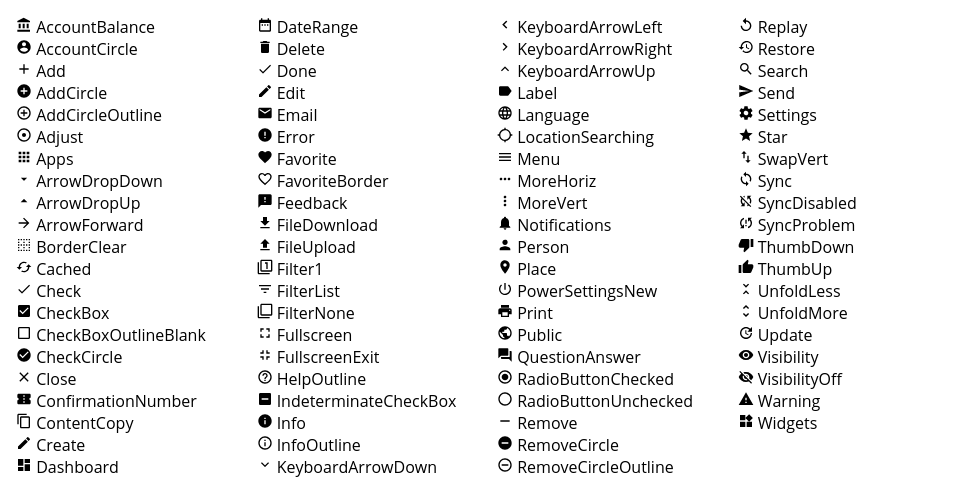 AccountBalance
AccountCircle
Add
AddCircle
AddCircleOutline
Adjust
Apps
ArrowDropDown
ArrowDropUp
ArrowForward
BorderClear
Cached
Check
CheckBox
CheckBoxOutlineBlank
CheckCircle
Close
ConfirmationNumber
ContentCopy
Create
Dashboard
DateRange
Delete
Done
Edit
Email
Error
Favorite
FavoriteBorder
Feedback
FileDownload
FileUpload
Filter1
FilterList
FilterNone
Fullscreen
FullscreenExit
HelpOutline
IndeterminateCheckBox
Info
InfoOutline
KeyboardArrowDown
KeyboardArrowLeft
KeyboardArrowRight
KeyboardArrowUp
Label
Language
LocationSearching
Menu
MoreHoriz
MoreVert
Notifications
Person
Place
PowerSettingsNew
Print
Public
QuestionAnswer
RadioButtonChecked
RadioButtonUnchecked
Remove
RemoveCircle
RemoveCircleOutline
Replay
Restore
Search
Send
Settings
Star
SwapVert
Sync
SyncDisabled
SyncProblem
ThumbDown
ThumbUp
UnfoldLess
UnfoldMore
Update
Visibility
VisibilityOff
Warning
Widgets